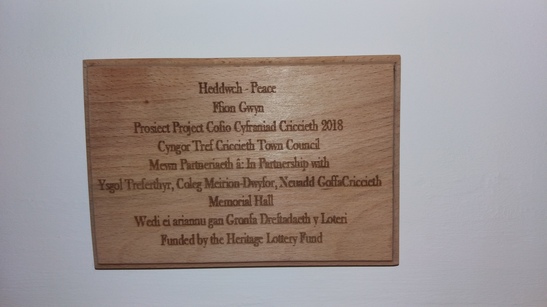 Heddwch - Peace
Ffion Gwyn
Prosiect Project Cofio Cyfraniad Criccieth 2018
Cyngor Tref Criccieth Town Council
Mewn Partneriaeth â: In Partnership with
Ysgol Treferthyr, Coleg Meirion-Dwyfor, Neuadd GoffaCriccieth
Memorial Hall
Wedi ei ariannu gan Gronfa Dreftadaeth y Loteri
Funded by the Heritage Lottery Fund